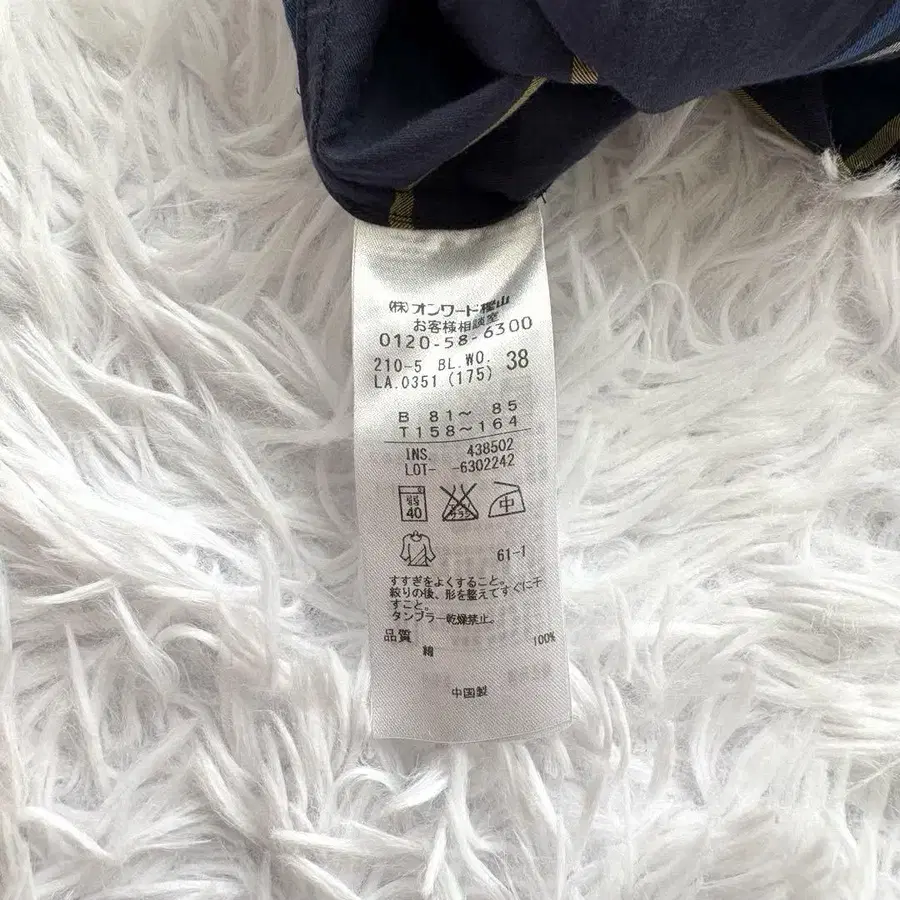 (株)オンワード樫山
お客様相談室
0120-58-6300
210-5 BL.WO. 38
LA.0351 (175)
B 81〜 85
T158〜164
INS. 438502
LOT- -6302242
弱 40 中
61-1
すすぎをよくすること。
絞りの後、形を整えてすぐに干
すこと。
タンブラー乾燥禁止。
品質
綿 100%
中国製